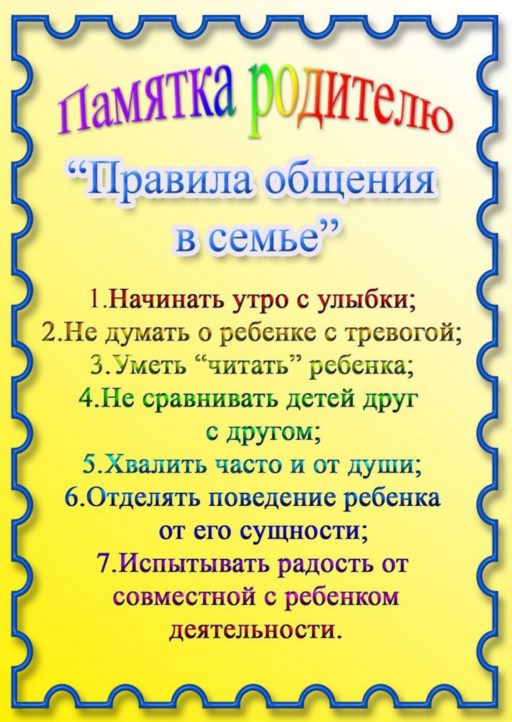 Памятка родителю
“Правила общения
в семье”
1.Начинать утро с улыбки;
2.Не думать о ребенке с тревогой;
3.Уметь “читать” ребенка;
4.Не сравнивать детей друг
с другом;
5.Хвалить часто и от души;
6.Отделять поведение ребенка
от его сущности;
7.Испытывать радость от
совместной с ребенком
деятельности.